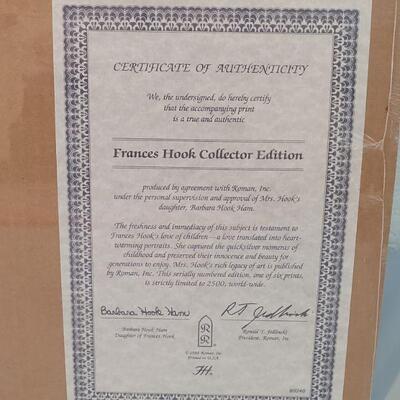 CERTIFICATE OF AUTHENTICITY
We, the undersigned, do hereby certify
that the accompanying print
is a true and authentic
Frances Hook Collector Edition
produced by agreement with Roman, Inc.
under the personal supervision and approval of Mrs. Hook's
daughter, Barbara Hook Ham.
The freshness and immediacy of this subject is testament to
Frances Hook's love of children—a love translated into heart-
warming portraits. She captured the quicksilver moments of
childhood and preserved their innocence and beauty for
generations to enjoy. Mrs. Hook's rich legacy of art is published
by Roman, Inc. This serially numbered edition, one of six prints,
is strictly limited to 2500, world-wide.
Barbara Hook Ham
Barbara Hook Ham
Daughter of Frances Hook
R
R
R T Jedlinski
Ronald T. Jedlinski
President, Roman, Inc.
Roman, Inc.
Printed in U.S.A.
FH.